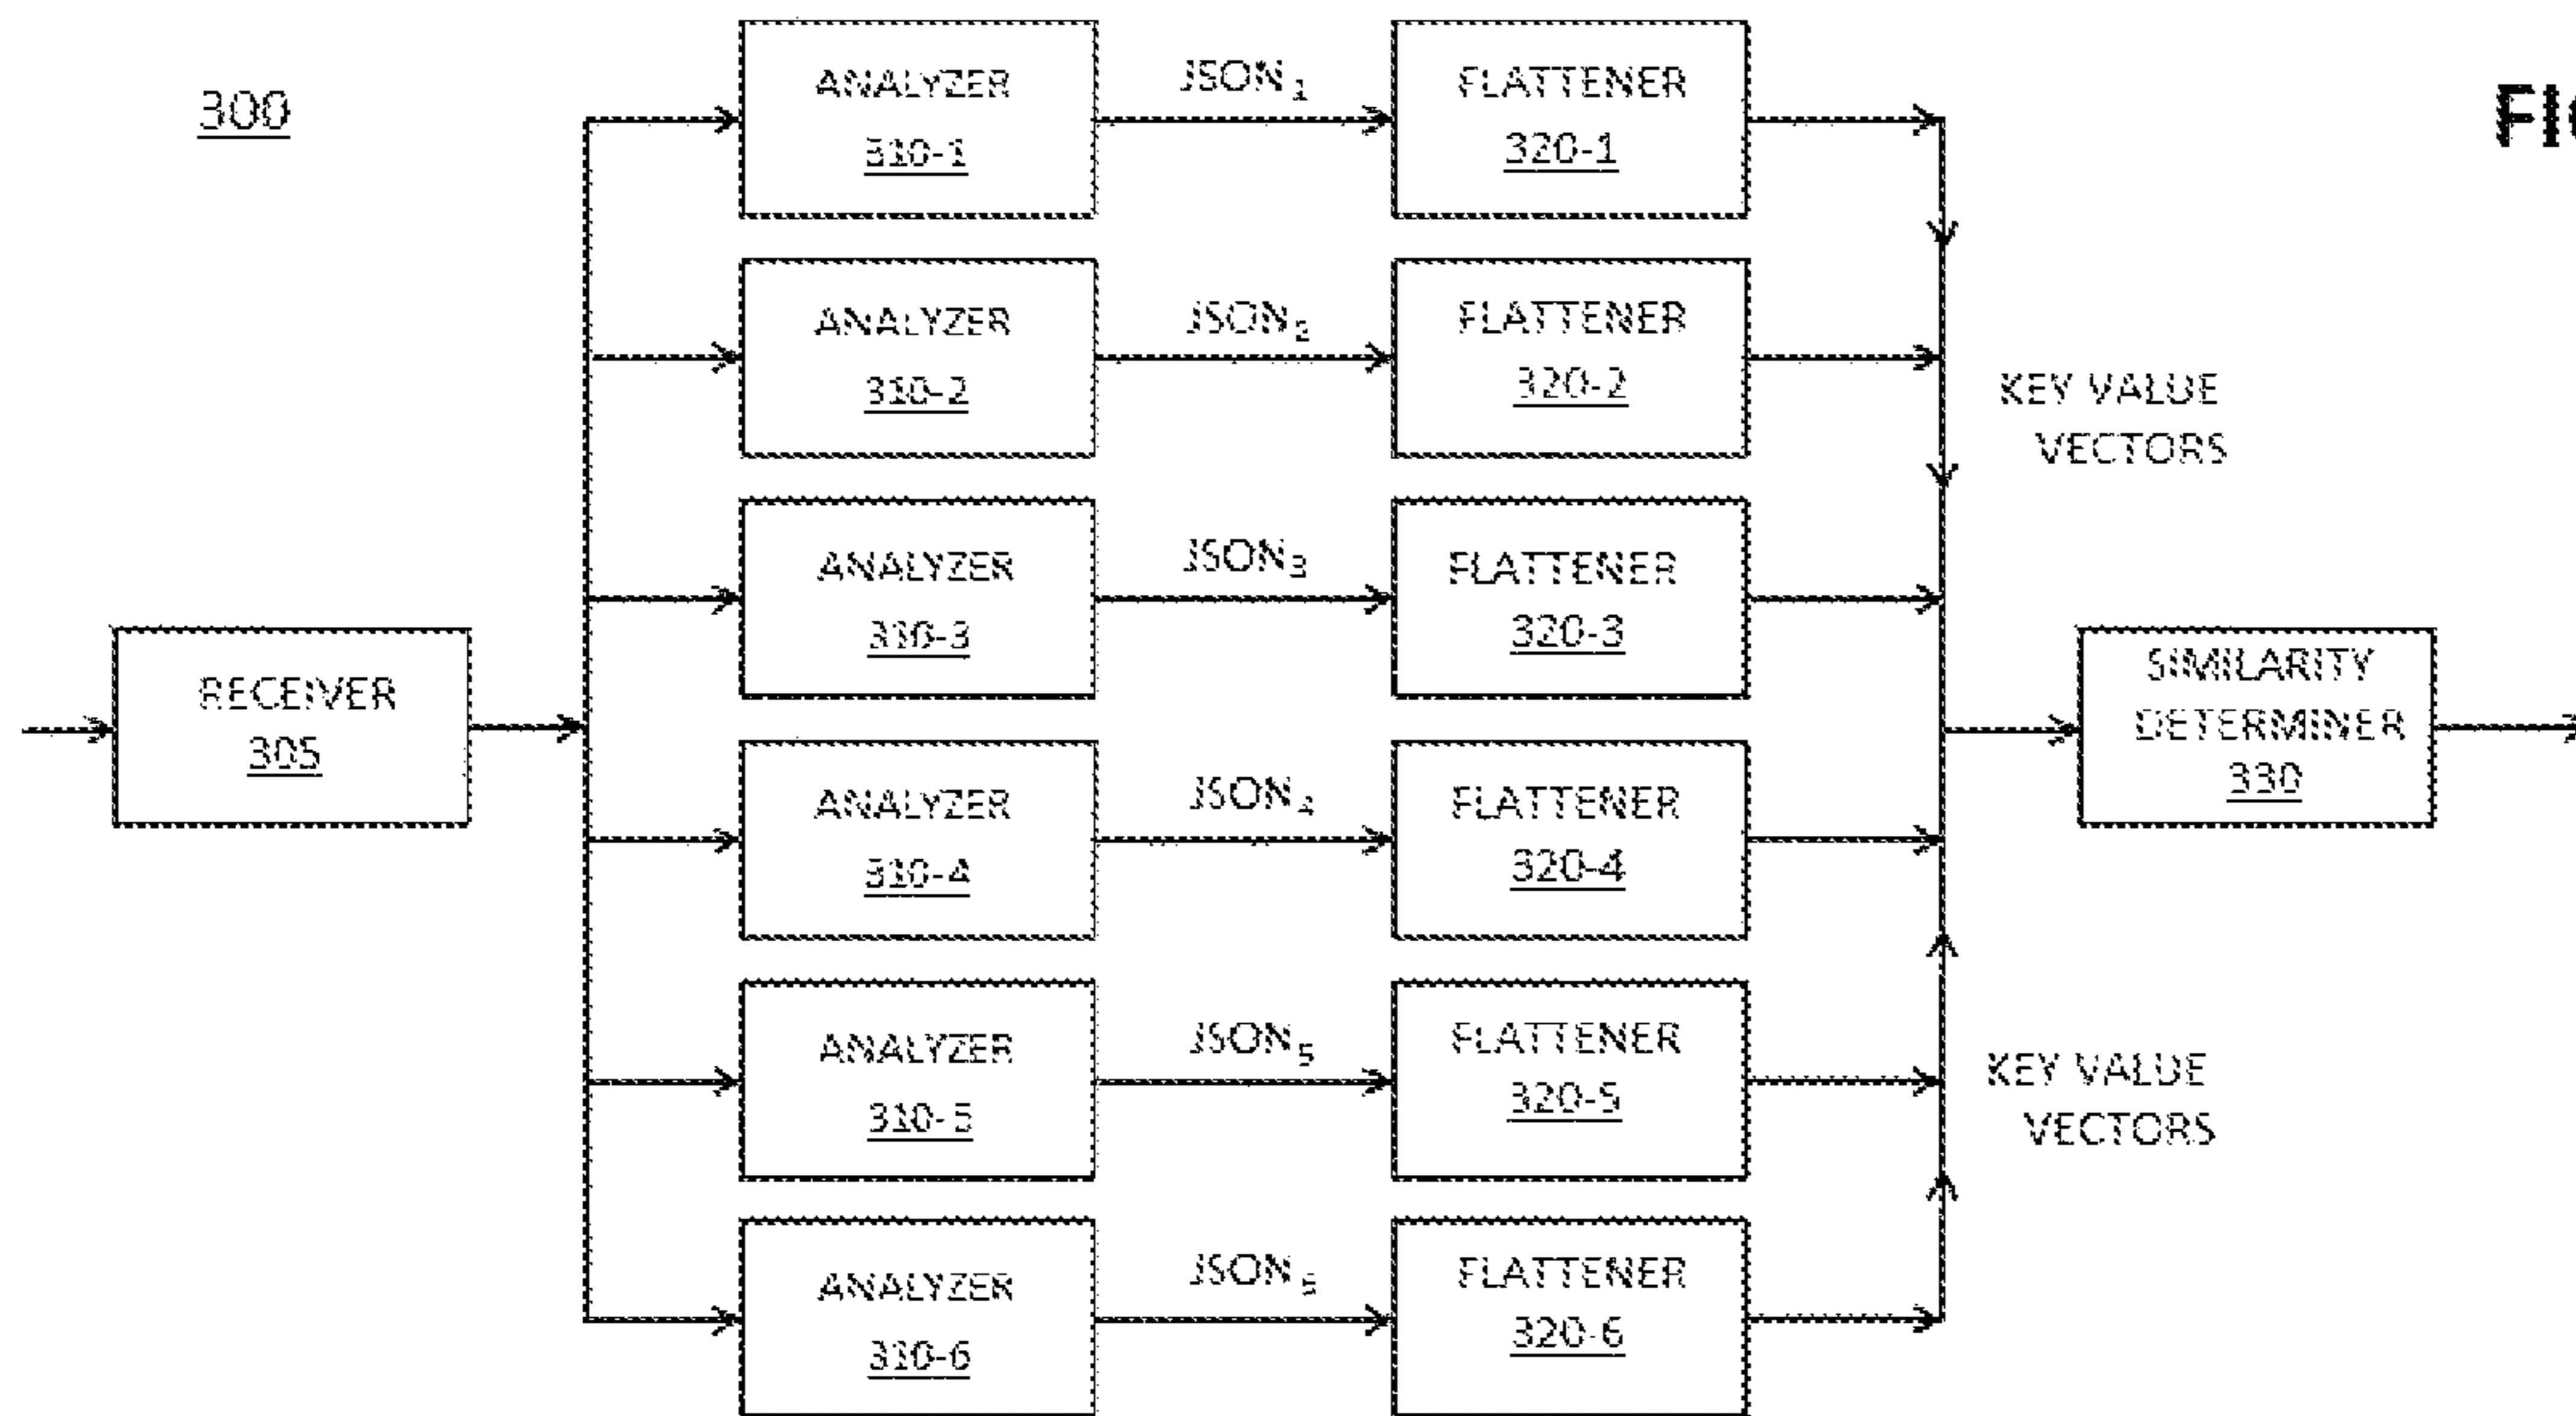 300
FIG
ANALYZER
310-1
JSON₁
FLATTENER
320-1
ANALYZER
310-2
JSON₂
FLATTENER
320-2
KEY VALUE
VECTORS
ANALYZER
310-3
JSON₃
FLATTENER
320-3
RECEIVER
305
SIMILARITY
DETERMINER
330
ANALYZER
310-4
JSON₄
FLATTENER
320-4
ANALYZER
310-5
JSON₅
FLATTENER
320-5
KEY VALUE
VECTORS
ANALYZER
310-6
JSON₆
FLATTENER
320-6